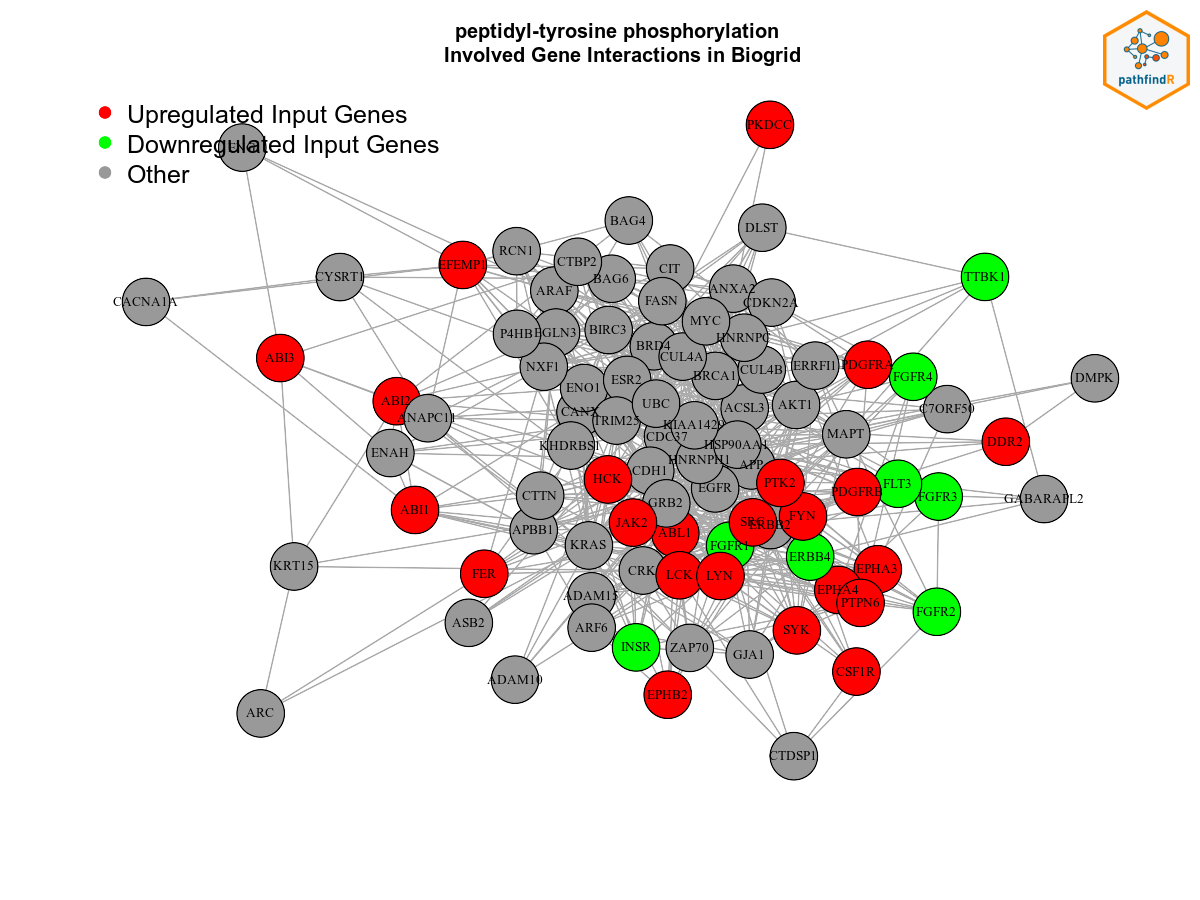 peptidyl-tyrosine phosphorylation
Involved Gene Interactions in Biogrid
pathfindR
Upregulated Input Genes
Downregulated Input Genes
Other
PKDCC
BAG4
DLST
RCN1
CTBP2
EFEMP1
CIT
BAG6
CYSRT1
TTBK1
ARAF
ANXA2
CACNA1A
FASN
CDKN2A
MYC
P4HB
EGLN3
BIRC3
HNRNPC
BRD4
ABI3
CUL4A
PDGFRA
ERRFI1
NXF1
CUL4B
BRCA1
FGFR4
DMPK
ESR2
ENO1
ABI2
UBC
AKT1
ACSL3
C7ORF50
CANX
ANAPC11
TRIM25
KIAA1429
MAPT
CDC37
DDR2
KHDRBS1
HSP90AA1
ENAH
HNRNPH1
APP
CDH1
HCK
PTK2
FLT3
EGFR
PDGFRB
CTTN
FGFR3
GABARAPL2
GRB2
ABI1
FYN
JAK2
SRC
ERBB2
APBB1
ABL1
KRAS
FGFR1
ERBB4
KRT15
CRK
EPHA3
FER
LCK
LYN
EPHA4
ADAM15
PTPN6
FGFR2
ASB2
ARF6
SYK
INSR
ZAP70
GJA1
CSF1R
ADAM10
EPHB2
ARC
CTDSP1